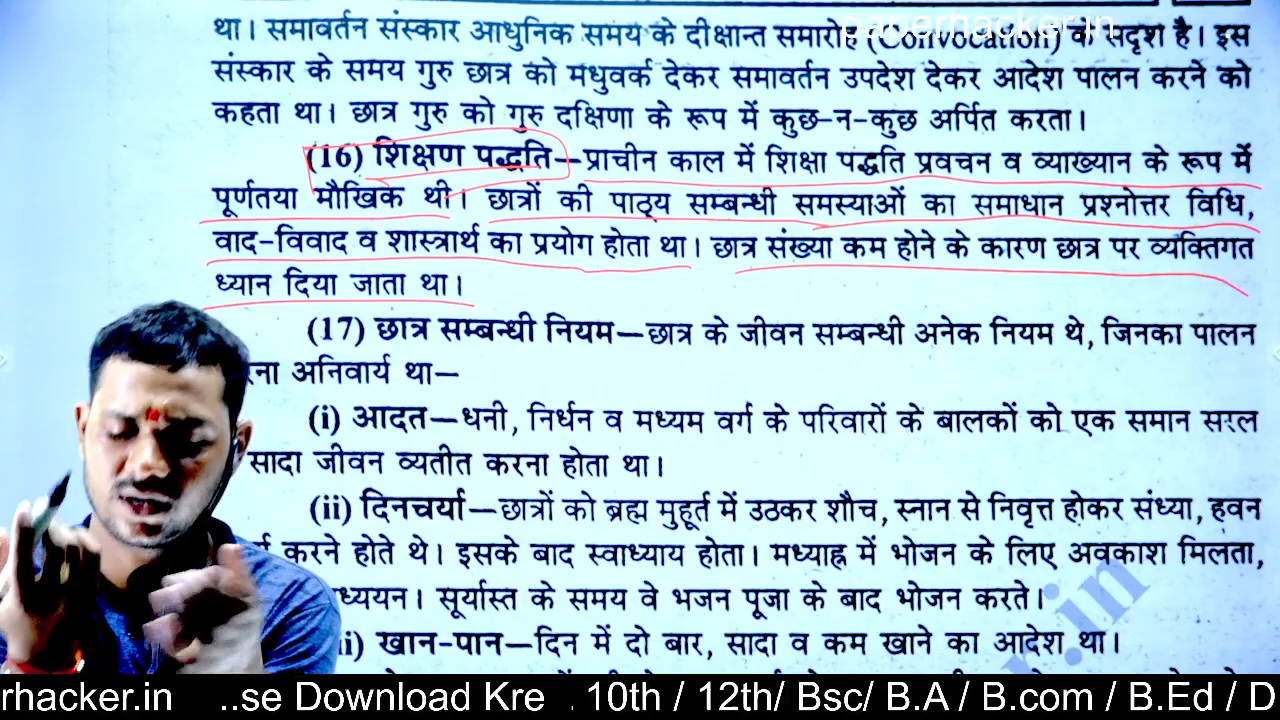 paperhacker.in
था। समावर्तन संस्कार आधुनिक समय के दीक्षान्त समारोह (Convocation) के सदृश है। इस
संस्कार के समय गुरु छात्र को मधुवर्क देकर समावर्तन उपदेश देकर आदेश पालन करने को
कहता था। छात्र गुरु को गुरु दक्षिणा के रूप में कुछ-न-कुछ अर्पित करता।
(16) शिक्षण पद्धति—प्राचीन काल में शिक्षा पद्धति प्रवचन व व्याख्यान के रूप में
पूर्णतया मौखिक थी। छात्रों की पाठ्य सम्बन्धी समस्याओं का समाधान प्रश्नोत्तर विधि,
वाद-विवाद व शास्त्रार्थ का प्रयोग होता था। छात्र संख्या कम होने के कारण छात्र पर व्यक्तिगत
ध्यान दिया जाता था।
(17) छात्र सम्बन्धी नियम—छात्र के जीवन सम्बन्धी अनेक नियम थे, जिनका पालन
ना अनिवार्य था—
(i) आदत—धनी, निर्धन व मध्यम वर्ग के परिवारों के बालकों को एक समान सरल
सादा जीवन व्यतीत करना होता था।
(ii) दिनचर्या—छात्रों को ब्रह्म मुहूर्त में उठकर शौच, स्नान से निवृत्त होकर संध्या, हवन
करने होते थे। इसके बाद स्वाध्याय होता। मध्याह्न में भोजन के लिए अवकाश मिलता,
ध्ययन। सूर्यास्त के समय वे भजन पूजा के बाद भोजन करते।
ii) खान-पान—दिन में दो बार, सादा व कम खाने का आदेश था।
r.in
rhacker.in ..se Download Kre . 10th / 12th/ Bsc/ B.A / B.com / B.Ed / D